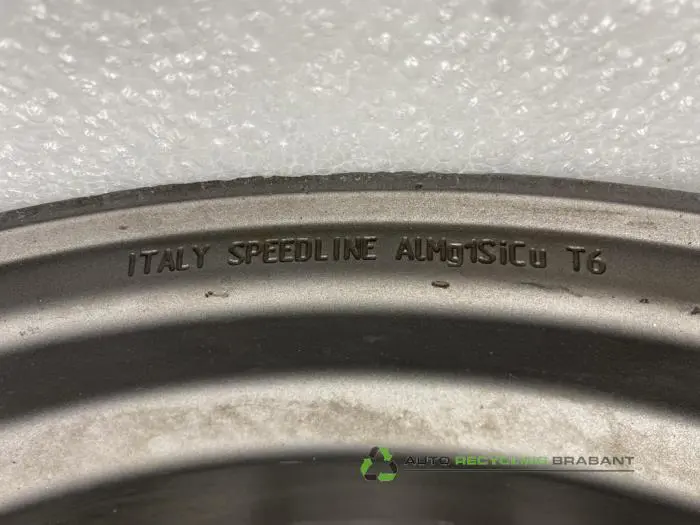 ITALY SPEEDLINE AlMg1SiCu T6
AUTO RECYCLING BRABANT